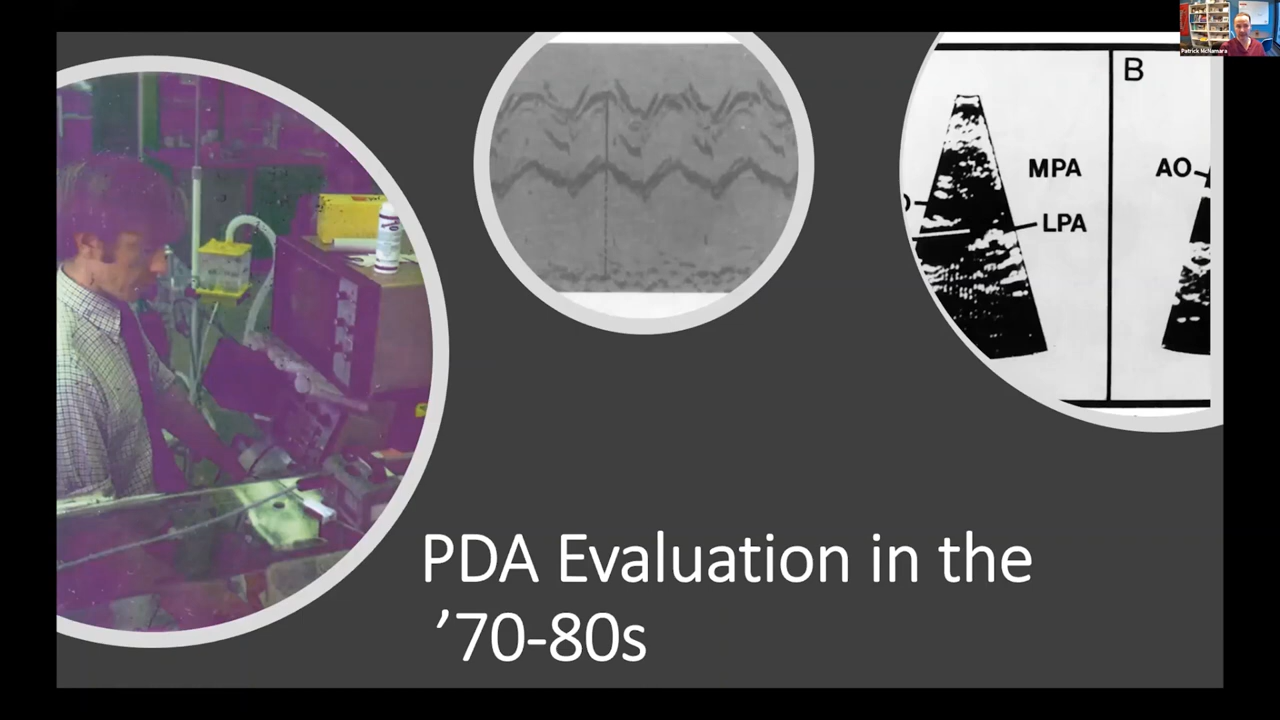 Patrick McNamara
B
MPA
AO
LPA
PDA Evaluation in the
’70-80s